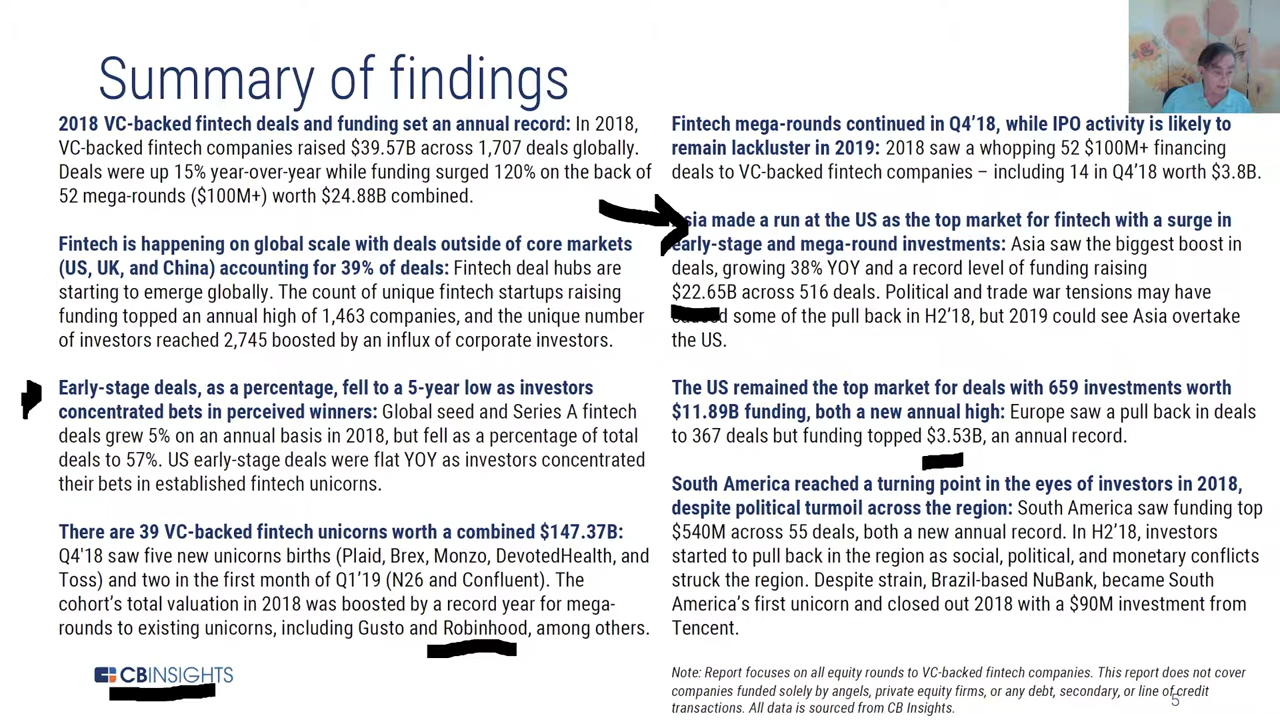 Summary of findings
2018 VC-backed fintech deals and funding set an annual record: In 2018,
VC-backed fintech companies raised $39.57B across 1,707 deals globally.
Deals were up 15% year-over-year while funding surged 120% on the back of
52 mega-rounds ($100M+) worth $24.88B combined.
Fintech is happening on global scale with deals outside of core markets
(US, UK, and China) accounting for 39% of deals: Fintech deal hubs are
starting to emerge globally. The count of unique fintech startups raising
funding topped an annual high of 1,463 companies, and the unique number
of investors reached 2,745 boosted by an influx of corporate investors.
Early-stage deals, as a percentage, fell to a 5-year low as investors
concentrated bets in perceived winners: Global seed and Series A fintech
deals grew 5% on an annual basis in 2018, but fell as a percentage of total
deals to 57%. US early-stage deals were flat YOY as investors concentrated
their bets in established fintech unicorns.
There are 39 VC-backed fintech unicorns worth a combined $147.37B:
Q4'18 saw five new unicorns births (Plaid, Brex, Monzo, DevotedHealth, and
Toss) and two in the first month of Q1'19 (N26 and Confluent). The
cohort's total valuation in 2018 was boosted by a record year for mega-
rounds to existing unicorns, including Gusto and Robinhood, among others.
CBINSIGHTS
Fintech mega-rounds continued in Q4'18, while IPO activity is likely to
remain lackluster in 2019: 2018 saw a whopping 52 $100M+ financing
deals to VC-backed fintech companies – including 14 in Q4'18 worth $3.8B.
Asia made a run at the US as the top market for fintech with a surge in
early-stage and mega-round investments: Asia saw the biggest boost in
deals, growing 38% YOY and a record level of funding raising
$22.65B across 516 deals. Political and trade war tensions may have
some of the pull back in H2'18, but 2019 could see Asia overtake
the US.
The US remained the top market for deals with 659 investments worth
$11.89B funding, both a new annual high: Europe saw a pull back in deals
to 367 deals but funding topped $3.53B, an annual record.
South America reached a turning point in the eyes of investors in 2018,
despite political turmoil across the region: South America saw funding top
$540M across 55 deals, both a new annual record. In H2'18, investors
started to pull back in the region as social, political, and monetary conflicts
struck the region. Despite strain, Brazil-based NuBank, became South
America's first unicorn and closed out 2018 with a $90M investment from
Tencent.
Note: Report focuses on all equity rounds to VC-backed fintech companies. This report does not cover
companies funded solely by angels, private equity firms, or any debt, secondary, or line of credit
transactions. All data is sourced from CB Insights.
5